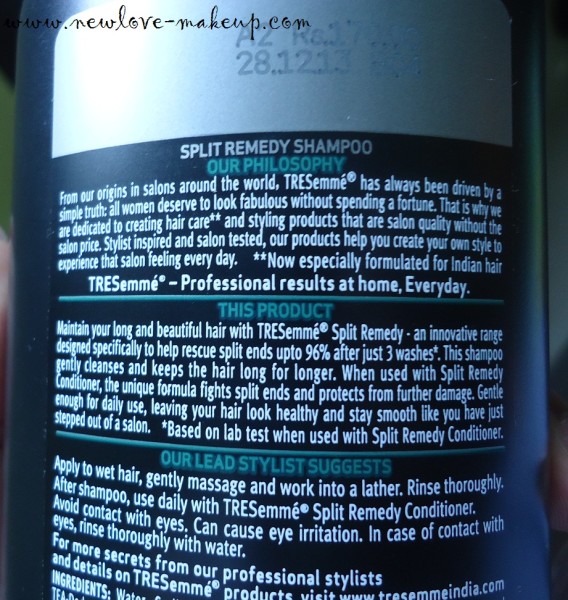 www.newlove-makeup.com
A2 Rs.17
28.12.13
SPLIT REMEDY SHAMPOO
OUR PHILOSOPHY
From our origins in salons around the world, TRESemmé® has always been driven by a
simple truth: all women deserve to look fabulous without spending a fortune. That is why we
are dedicated to creating hair care** and styling products that are salon quality without the
salon price. Stylist inspired and salon tested, our products help you create your own style to
experience that salon feeling every day. **Now especially formulated for Indian hair
TRESemmé® – Professional results at home, Everyday.
THIS PRODUCT
Maintain your long and beautiful hair with TRESemmé® Split Remedy - an innovative range
designed specifically to help rescue split ends upto 96% after just 3 washes*. This shampoo
gently cleanses and keeps the hair long for longer. When used with Split Remedy
Conditioner, the unique formula fights split ends and protects from further damage. Gentle
enough for daily use, leaving your hair look healthy and stay smooth like you have just
stepped out of a salon. *Based on lab test when used with Split Remedy Conditioner.
OUR LEAD STYLIST SUGGESTS
Apply to wet hair, gently massage and work into a lather. Rinse thoroughly.
After shampoo, use daily with TRESemmé® Split Remedy Conditioner.
Avoid contact with eyes. Can cause eye irritation. In case of contact with
eyes, rinse thoroughly with water.
For more secrets from our professional stylists
and details on TRESemmé® products, visit www.tresemmeindia.com
INGREDIENTS: Water,